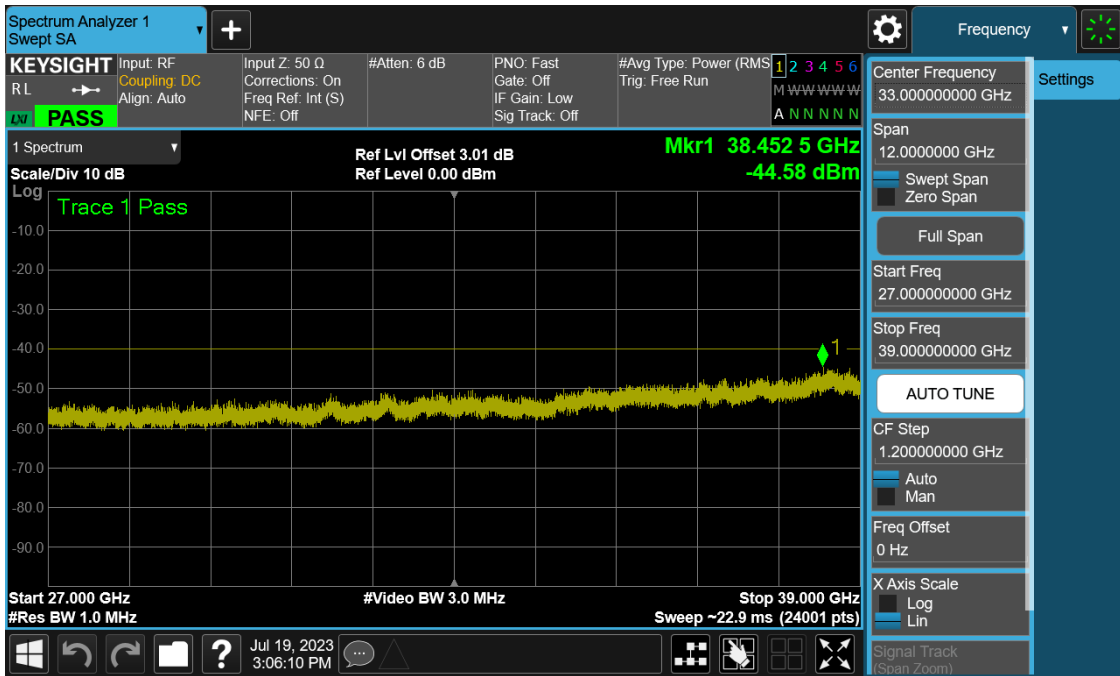 Spectrum Analyzer 1
Swept SA
+
Frequency
KEYSIGHT
RL
LXI
PASS
Input: RF
Coupling: DC
Align: Auto
Input Z: 50 Ω
Corrections: On
Freq Ref: Int (S)
NFE: Off
#Atten: 6 dB
PNO: Fast
Gate: Off
IF Gain: Low
Sig Track: Off
#Avg Type: Power (RMS
Trig: Free Run
1 2 3 4 5 6
M W W W W W
A N N N N N
1 Spectrum
Scale/Div 10 dB
Ref Lvl Offset 3.01 dB
Ref Level 0.00 dBm
Mkr1 38.452 5 GHz
-44.58 dBm
Log
Trace 1 Pass
-10.0
-20.0
-30.0
-40.0
1
-50.0
-60.0
-70.0
-80.0
-90.0
Start 27.000 GHz
#Res BW 1.0 MHz
#Video BW 3.0 MHz
Stop 39.000 GHz
Sweep ~22.9 ms (24001 pts)
Center Frequency
33.000000000 GHz
Span
12.0000000 GHz
Swept Span
Zero Span
Full Span
Start Freq
27.000000000 GHz
Stop Freq
39.000000000 GHz
AUTO TUNE
CF Step
1.200000000 GHz
Auto
Man
Freq Offset
0 Hz
X Axis Scale
Log
Lin
Signal Track
(Span Zoom)
Settings
?
Jul 19, 2023
3:06:10 PM